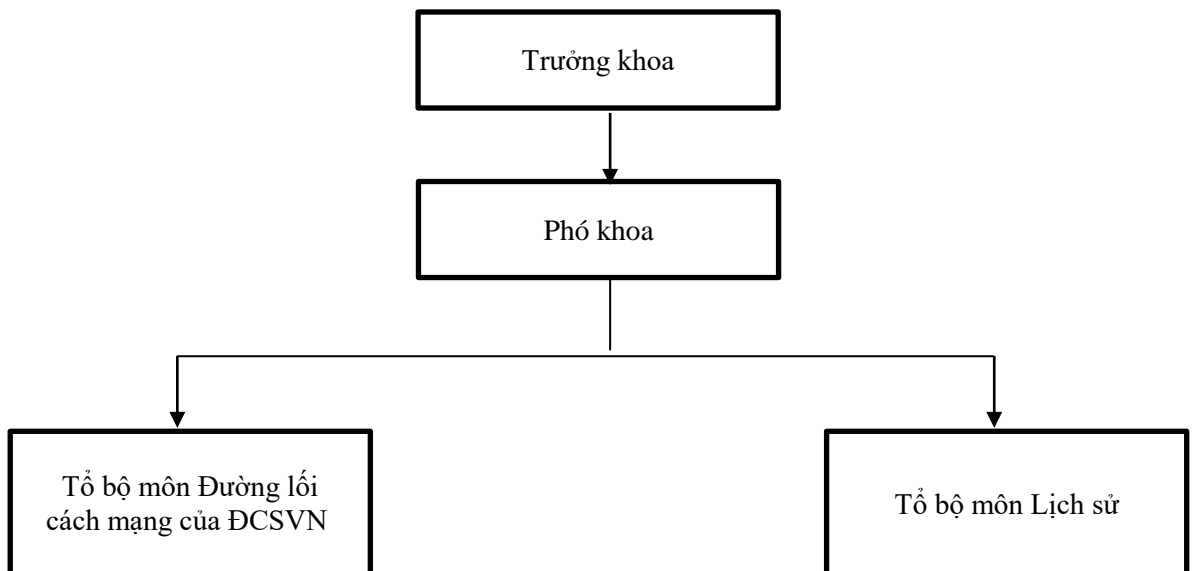 Trưởng khoa
Phó khoa
Tổ bộ môn Đường lối
cách mạng của ĐCSVN
Tổ bộ môn Lịch sử